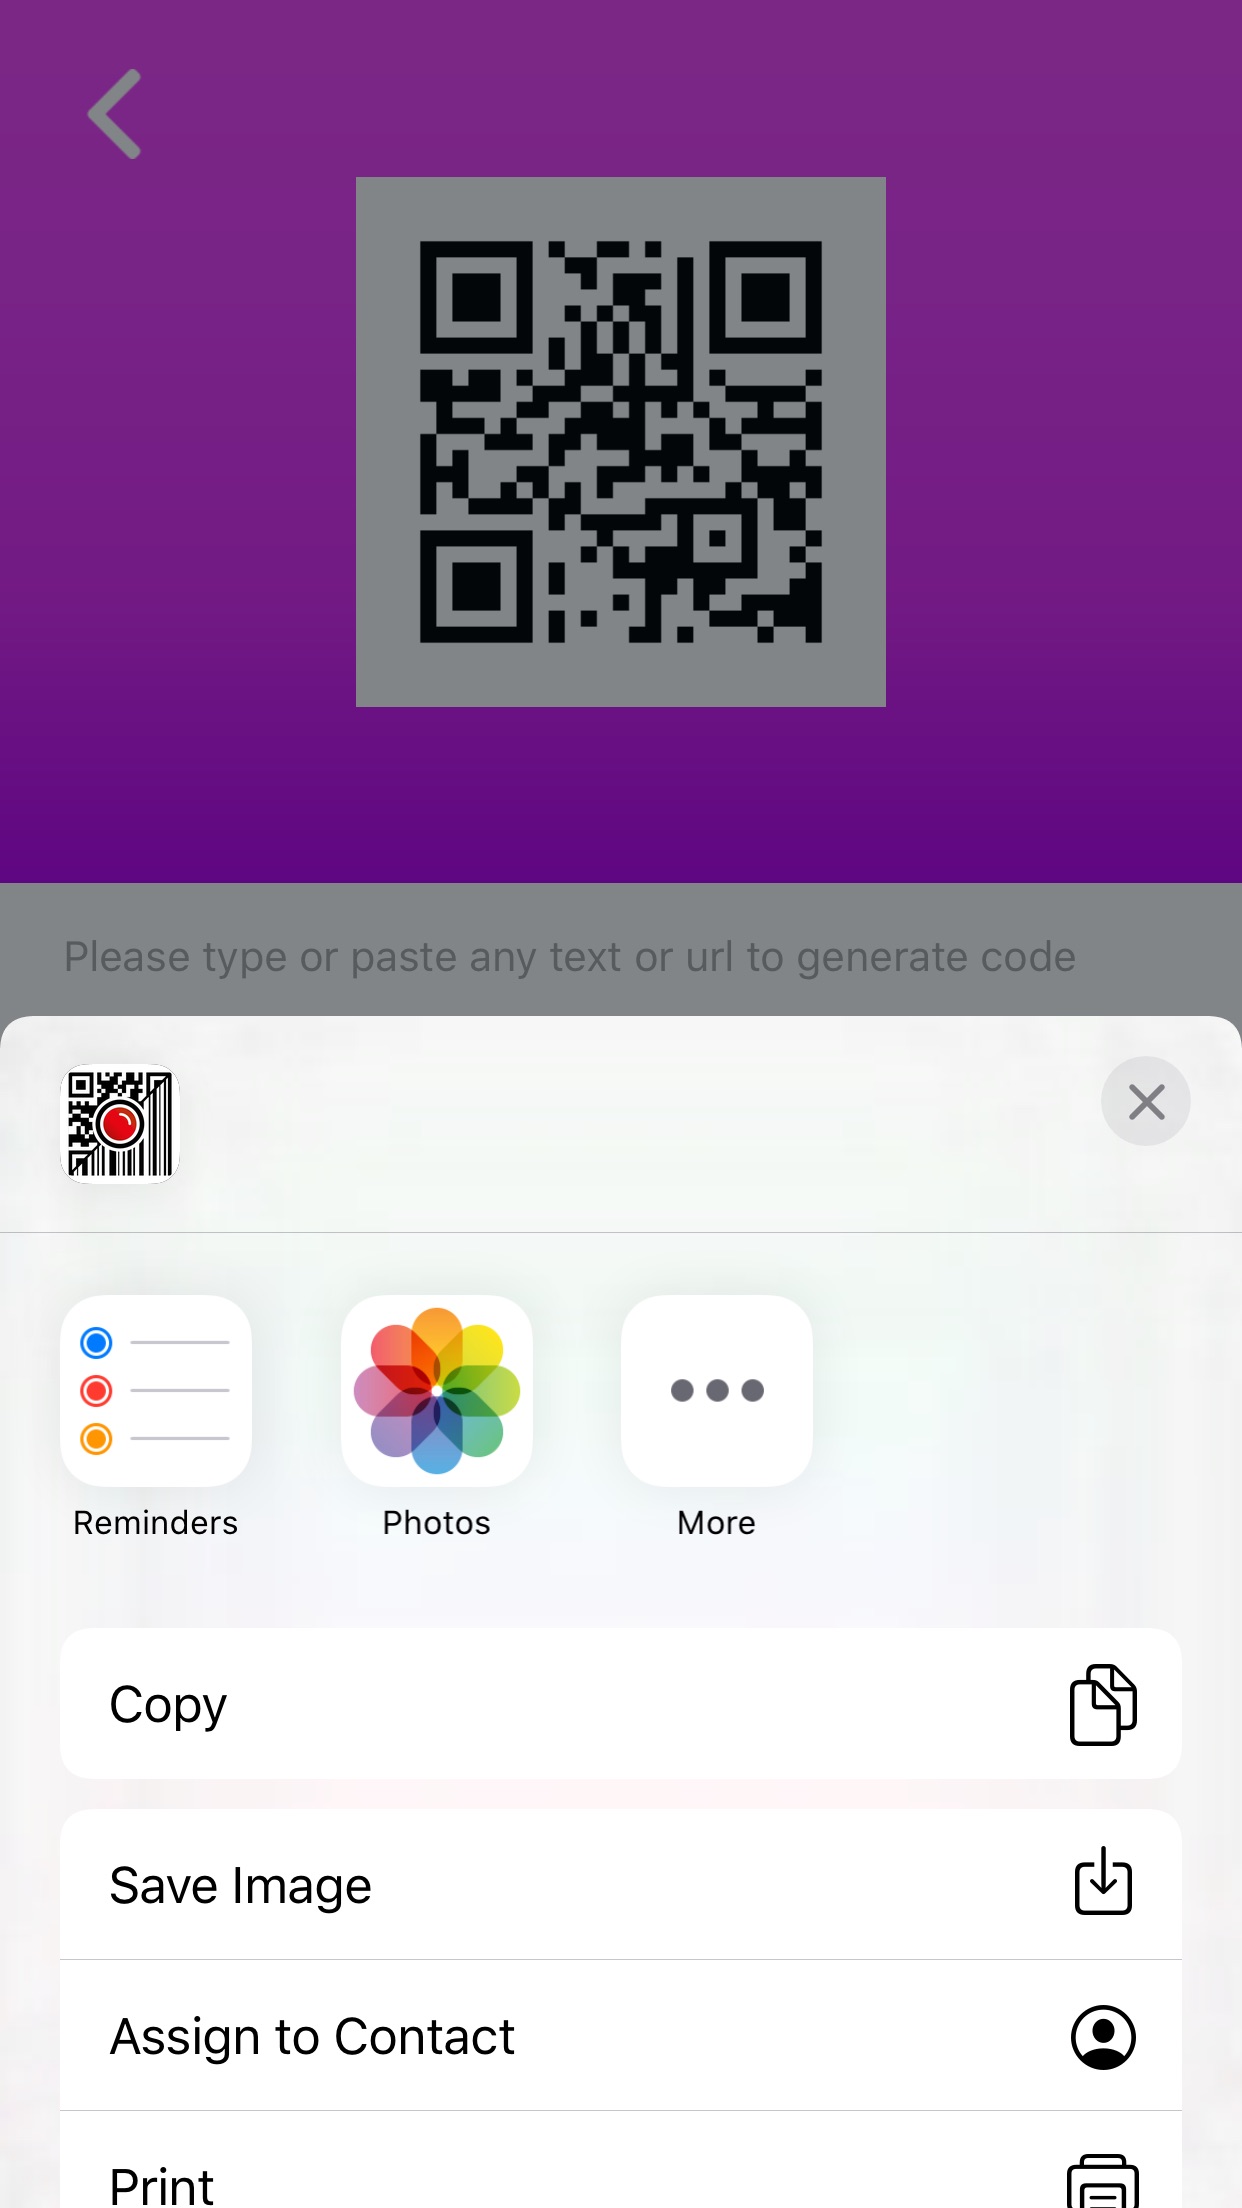 Please type or paste any text or url to generate code
Reminders
Photos
More
Copy
Save Image
Assign to Contact
Print